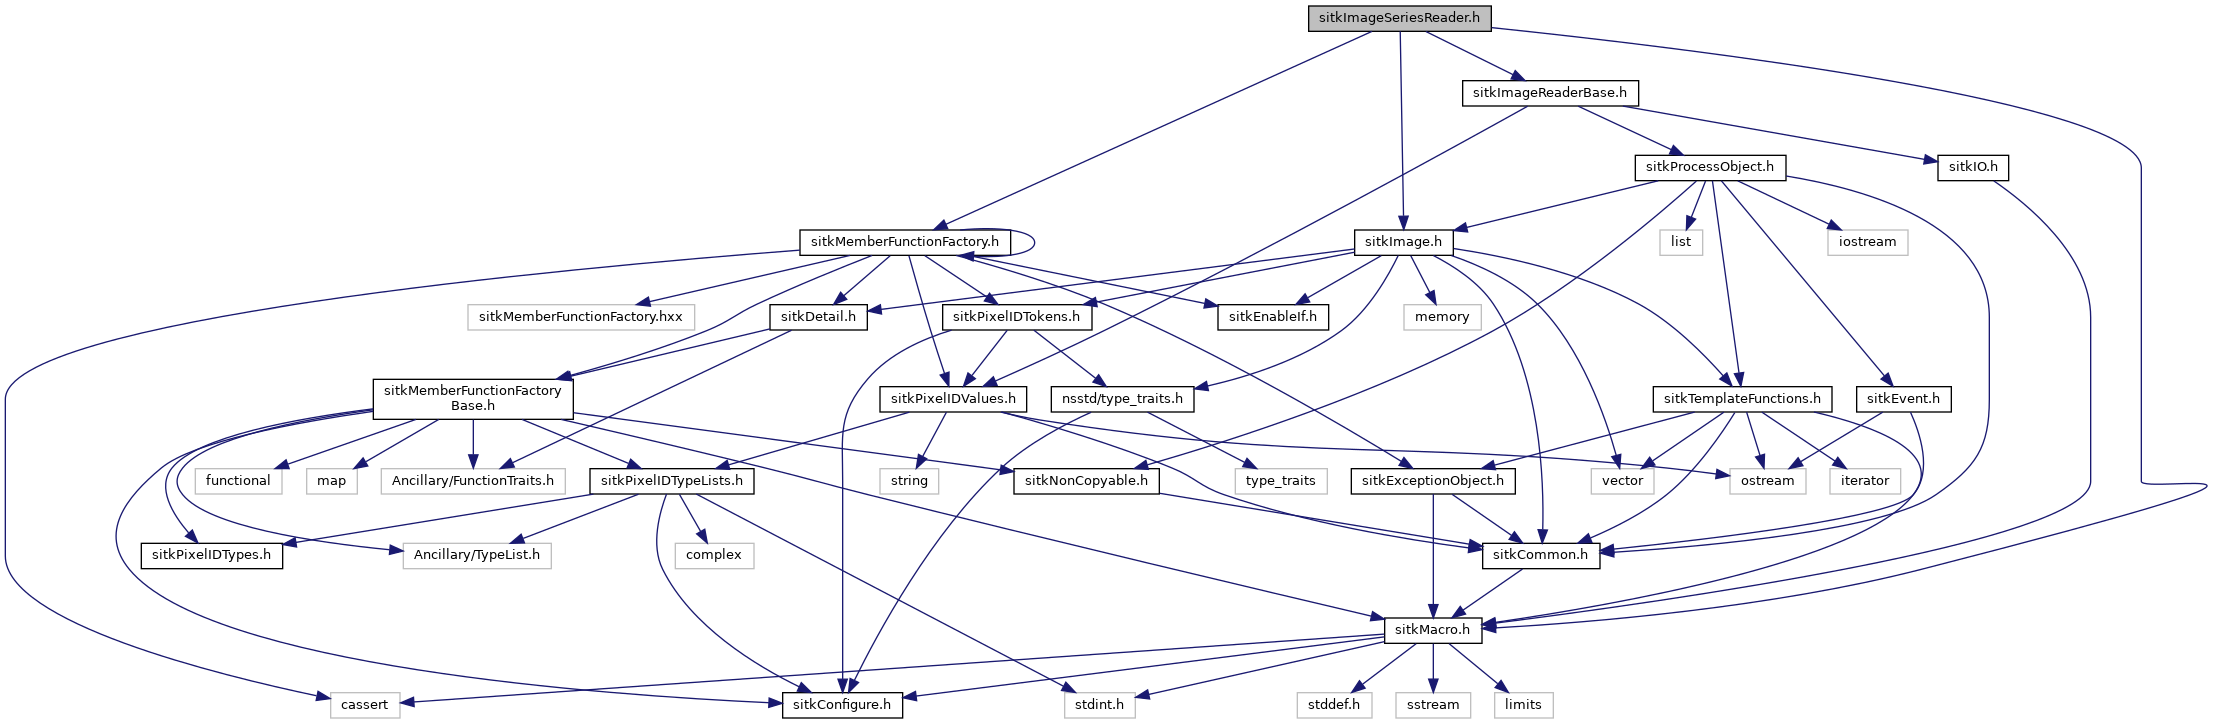 sitkImageSeriesReader.h
sitkImageReaderBase.h
sitkProcessObject.h
sitkIO.h
sitkMemberFunctionFactory.h
sitkImage.h
list
iostream
sitkMemberFunctionFactory.hxx
sitkDetail.h
sitkPixelIDTokens.h
sitkEnableIf.h
memory
sitkMemberFunctionFactory
Base.h
sitkPixelIDValues.h
nsstd/type_traits.h
sitkTemplateFunctions.h
sitkEvent.h
functional
map
Ancillary/FunctionTraits.h
sitkPixelIDTypeLists.h
string
sitkNonCopyable.h
type_traits
sitkExceptionObject.h
vector
ostream
iterator
sitkPixelIDTypes.h
Ancillary/TypeList.h
complex
sitkCommon.h
sitkMacro.h
cassert
sitkConfigure.h
stdint.h
stddef.h
sstream
limits